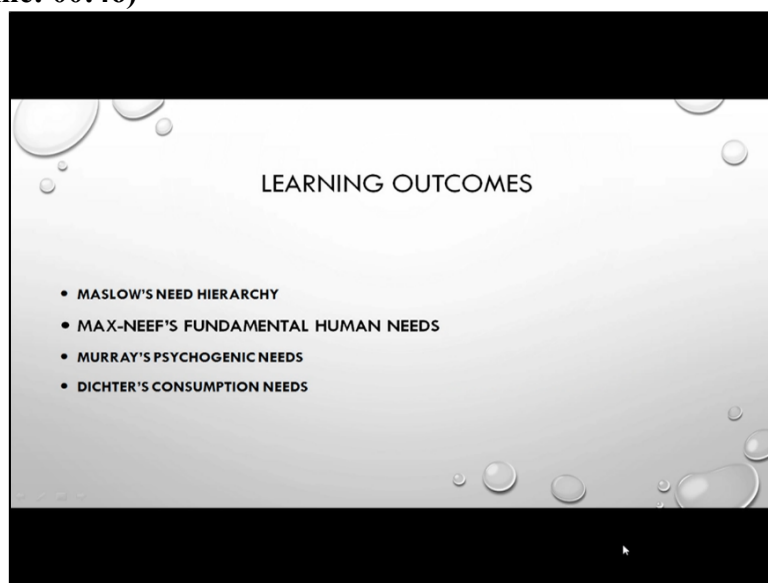 LEARNING OUTCOMES
• MASLOW'S NEED HIERARCHY
• MAX-NEEF'S FUNDAMENTAL HUMAN NEEDS
• MURRAY'S PSYCHOGENIC NEEDS
• DICHTER'S CONSUMPTION NEEDS